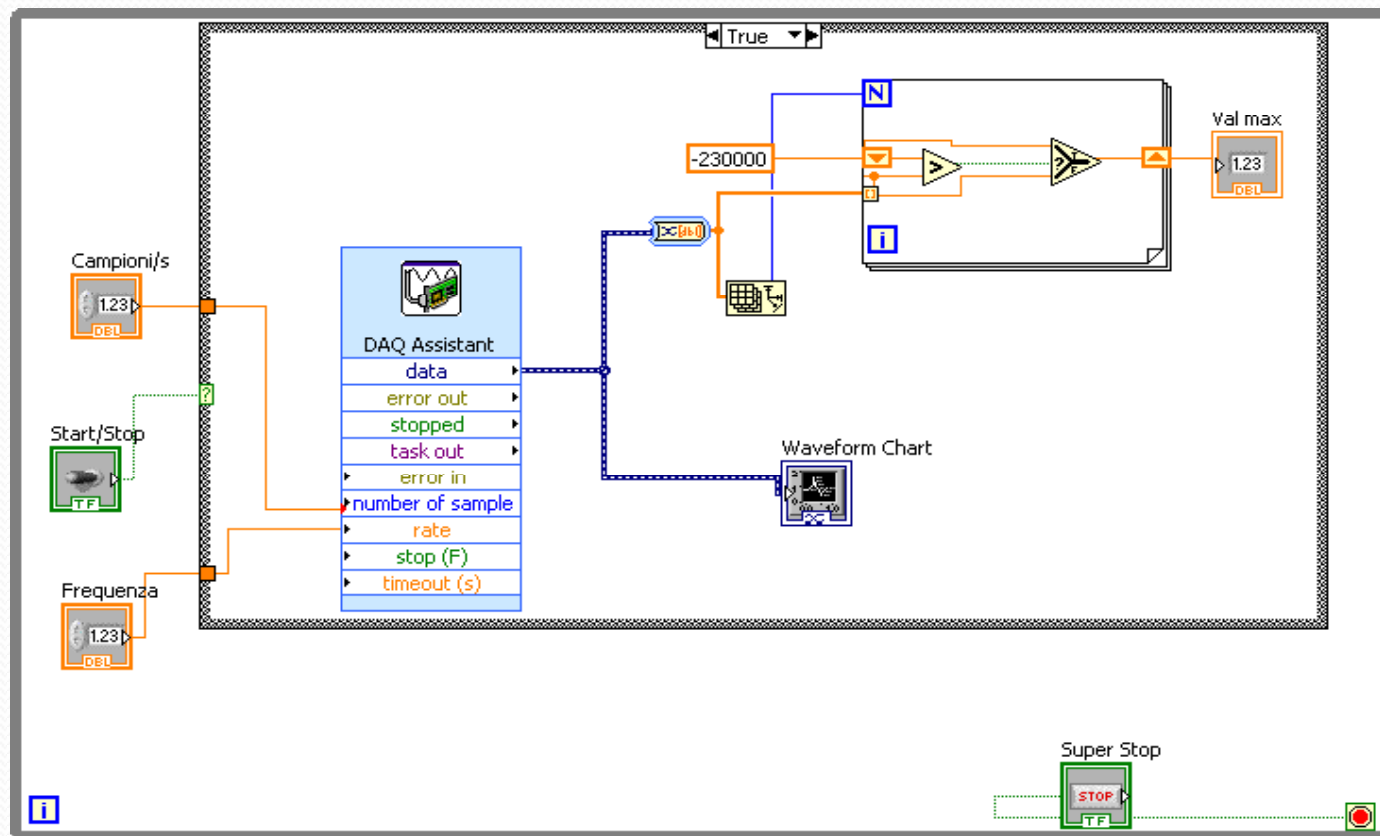 True
N
Val max
-230000
>
1.23
DBL
?
T
F
i
Campioni/s
1.23
DBL
DAQ Assistant
data
error out
stopped
task out
error in
number of sample
rate
stop (F)
timeout (s)
?
Start/Stop
TF
Waveform Chart
Frequenza
1.23
DBL
Super Stop
STOP
TF
i